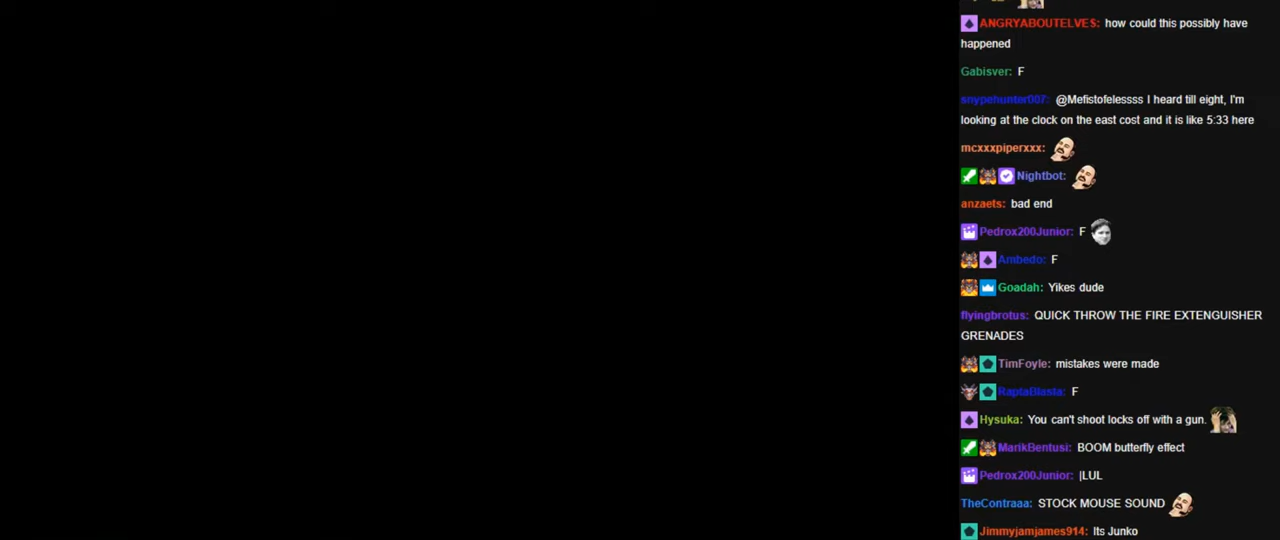 ANGRYABOUTELVES: how could this possibly have
happened
Gabisver: F
snypehunter007: @Mefistofelessss I heard till eight, I'm
looking at the clock on the east cost and it is like 5:33 here
mcxxxpiperxxx:
Nightbot:
anzaets: bad end
Pedrox200Junior: F
Ambedo: F
Goadah: Yikes dude
flyingbrotus: QUICK THROW THE FIRE EXTENGUISHER
GRENADES
TimFoyle: mistakes were made
RaptaBlasta: F
Hysuka: You can't shoot locks off with a gun.
MarikBentusi: BOOM butterfly effect
Pedrox200Junior: |LUL
TheContraaa: STOCK MOUSE SOUND
Jimmyjamjames914: Its Junko